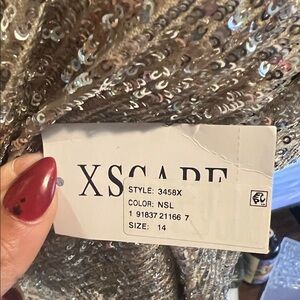 XSCAPE
STYLE: 3458X
COLOR: NSL
1 91837 21166 7
SIZE: 14